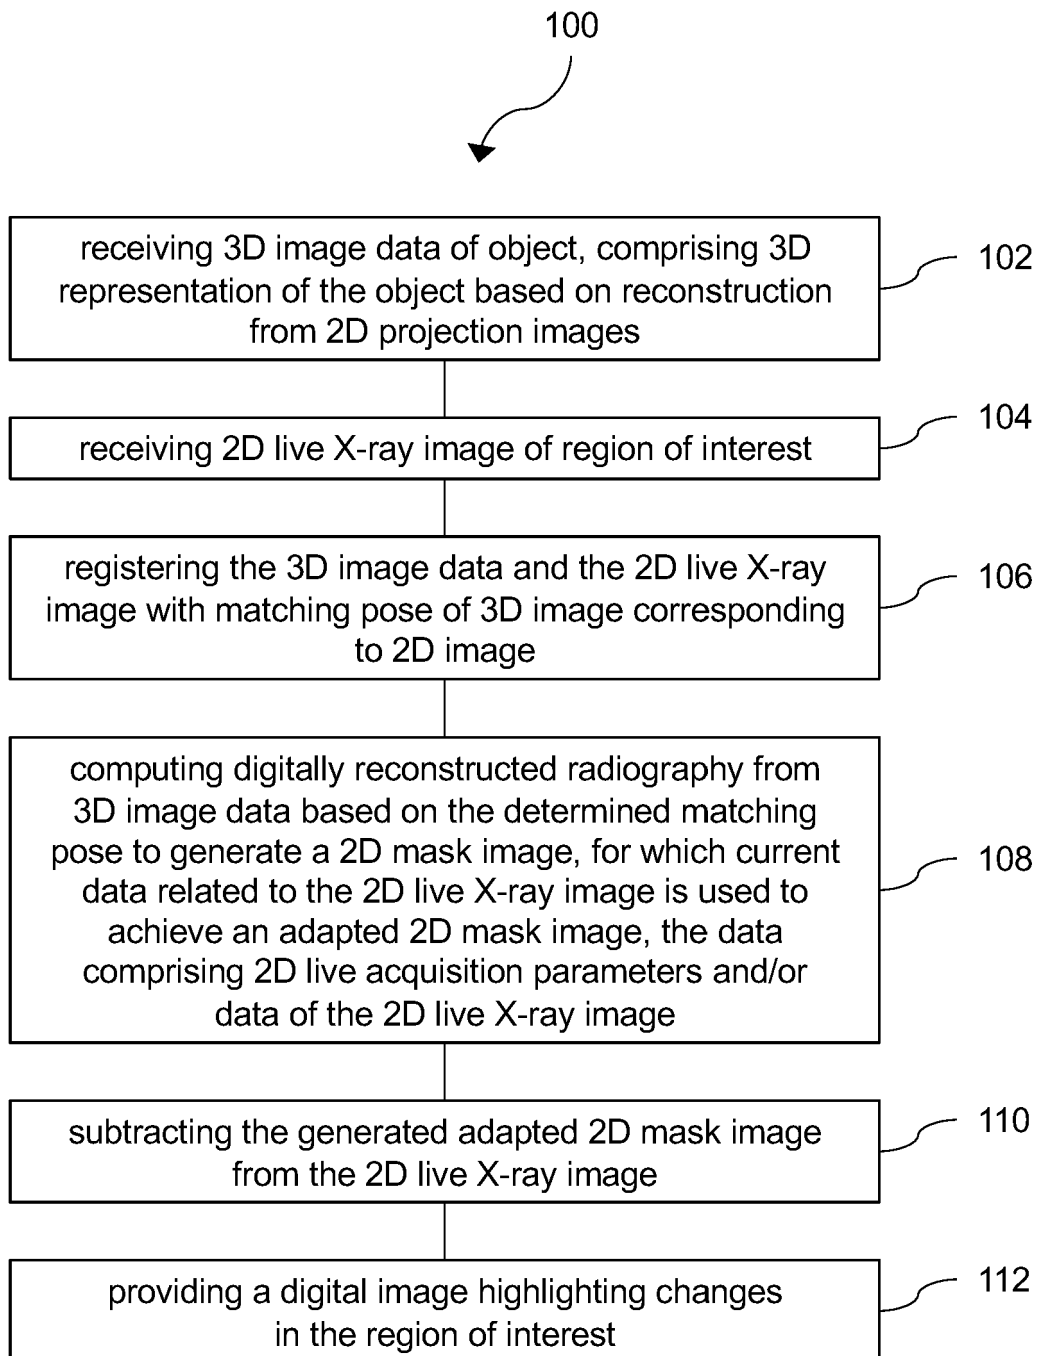 100
receiving 3D image data of object, comprising 3D
representation of the object based on reconstruction
from 2D projection images
102
receiving 2D live X-ray image of region of interest
104
registering the 3D image data and the 2D live X-ray
image with matching pose of 3D image corresponding
to 2D image
106
computing digitally reconstructed radiography from
3D image data based on the determined matching
pose to generate a 2D mask image, for which current
data related to the 2D live X-ray image is used to
achieve an adapted 2D mask image, the data
comprising 2D live acquisition parameters and/or
data of the 2D live X-ray image
108
subtracting the generated adapted 2D mask image
from the 2D live X-ray image
110
providing a digital image highlighting changes
in the region of interest
112